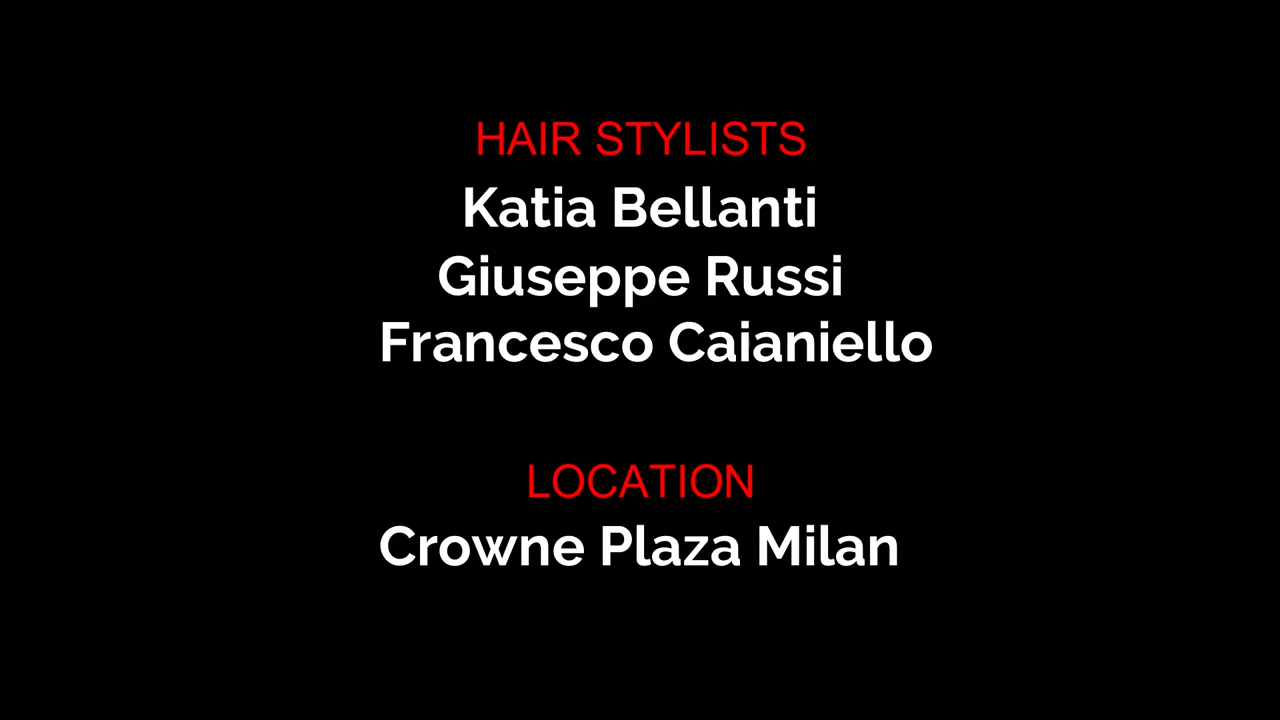 HAIR STYLISTS
Katia Bellanti
Giuseppe Russi
Francesco Caianiello
LOCATION
Crowne Plaza Milan